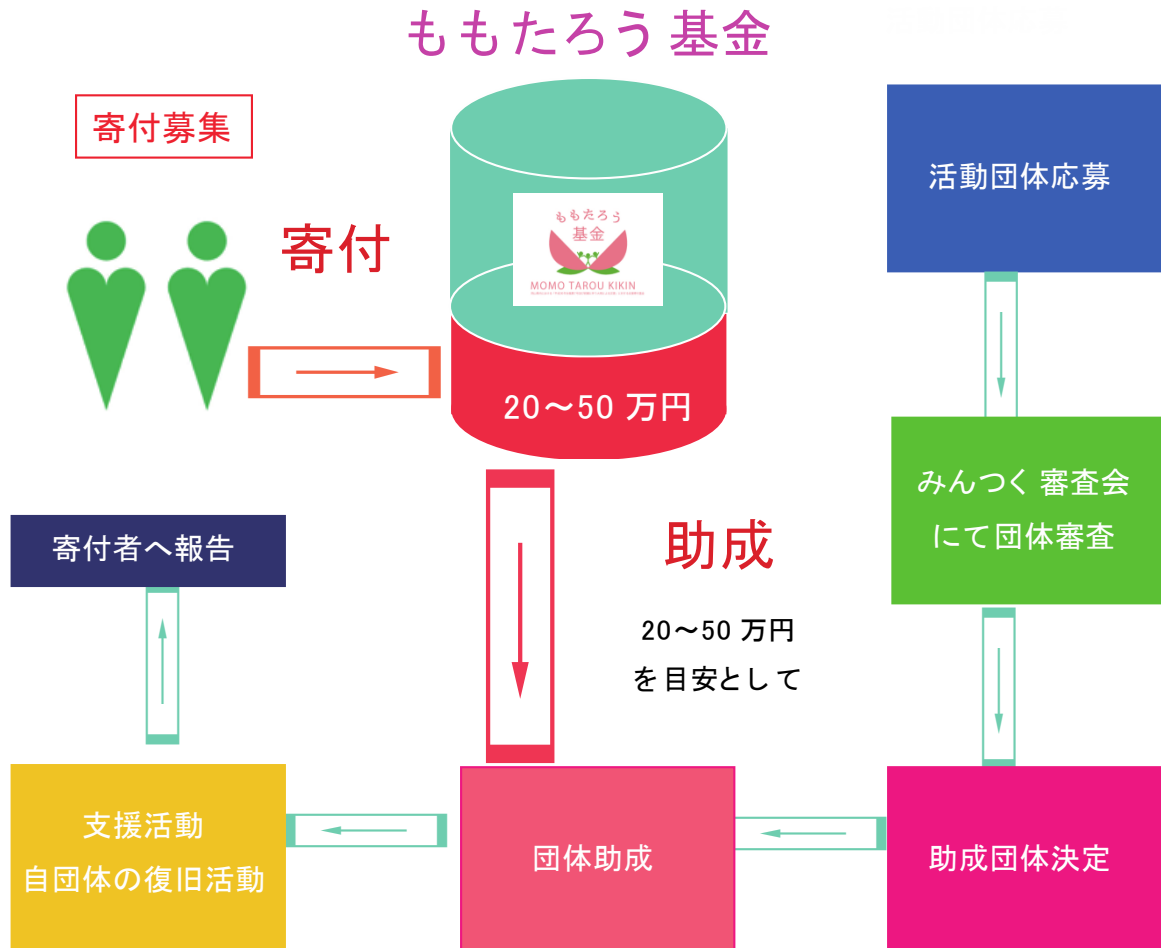 ももたろう基金
寄付募集
寄付
ももたろう
基金
MOMO TAROU KIKIN
20～50 万円
活動団体応募
みんつく審査会
にて団体審査
助成
20～50 万円
を目安として
寄付者へ報告
支援活動
自団体の復旧活動
団体助成
助成団体決定